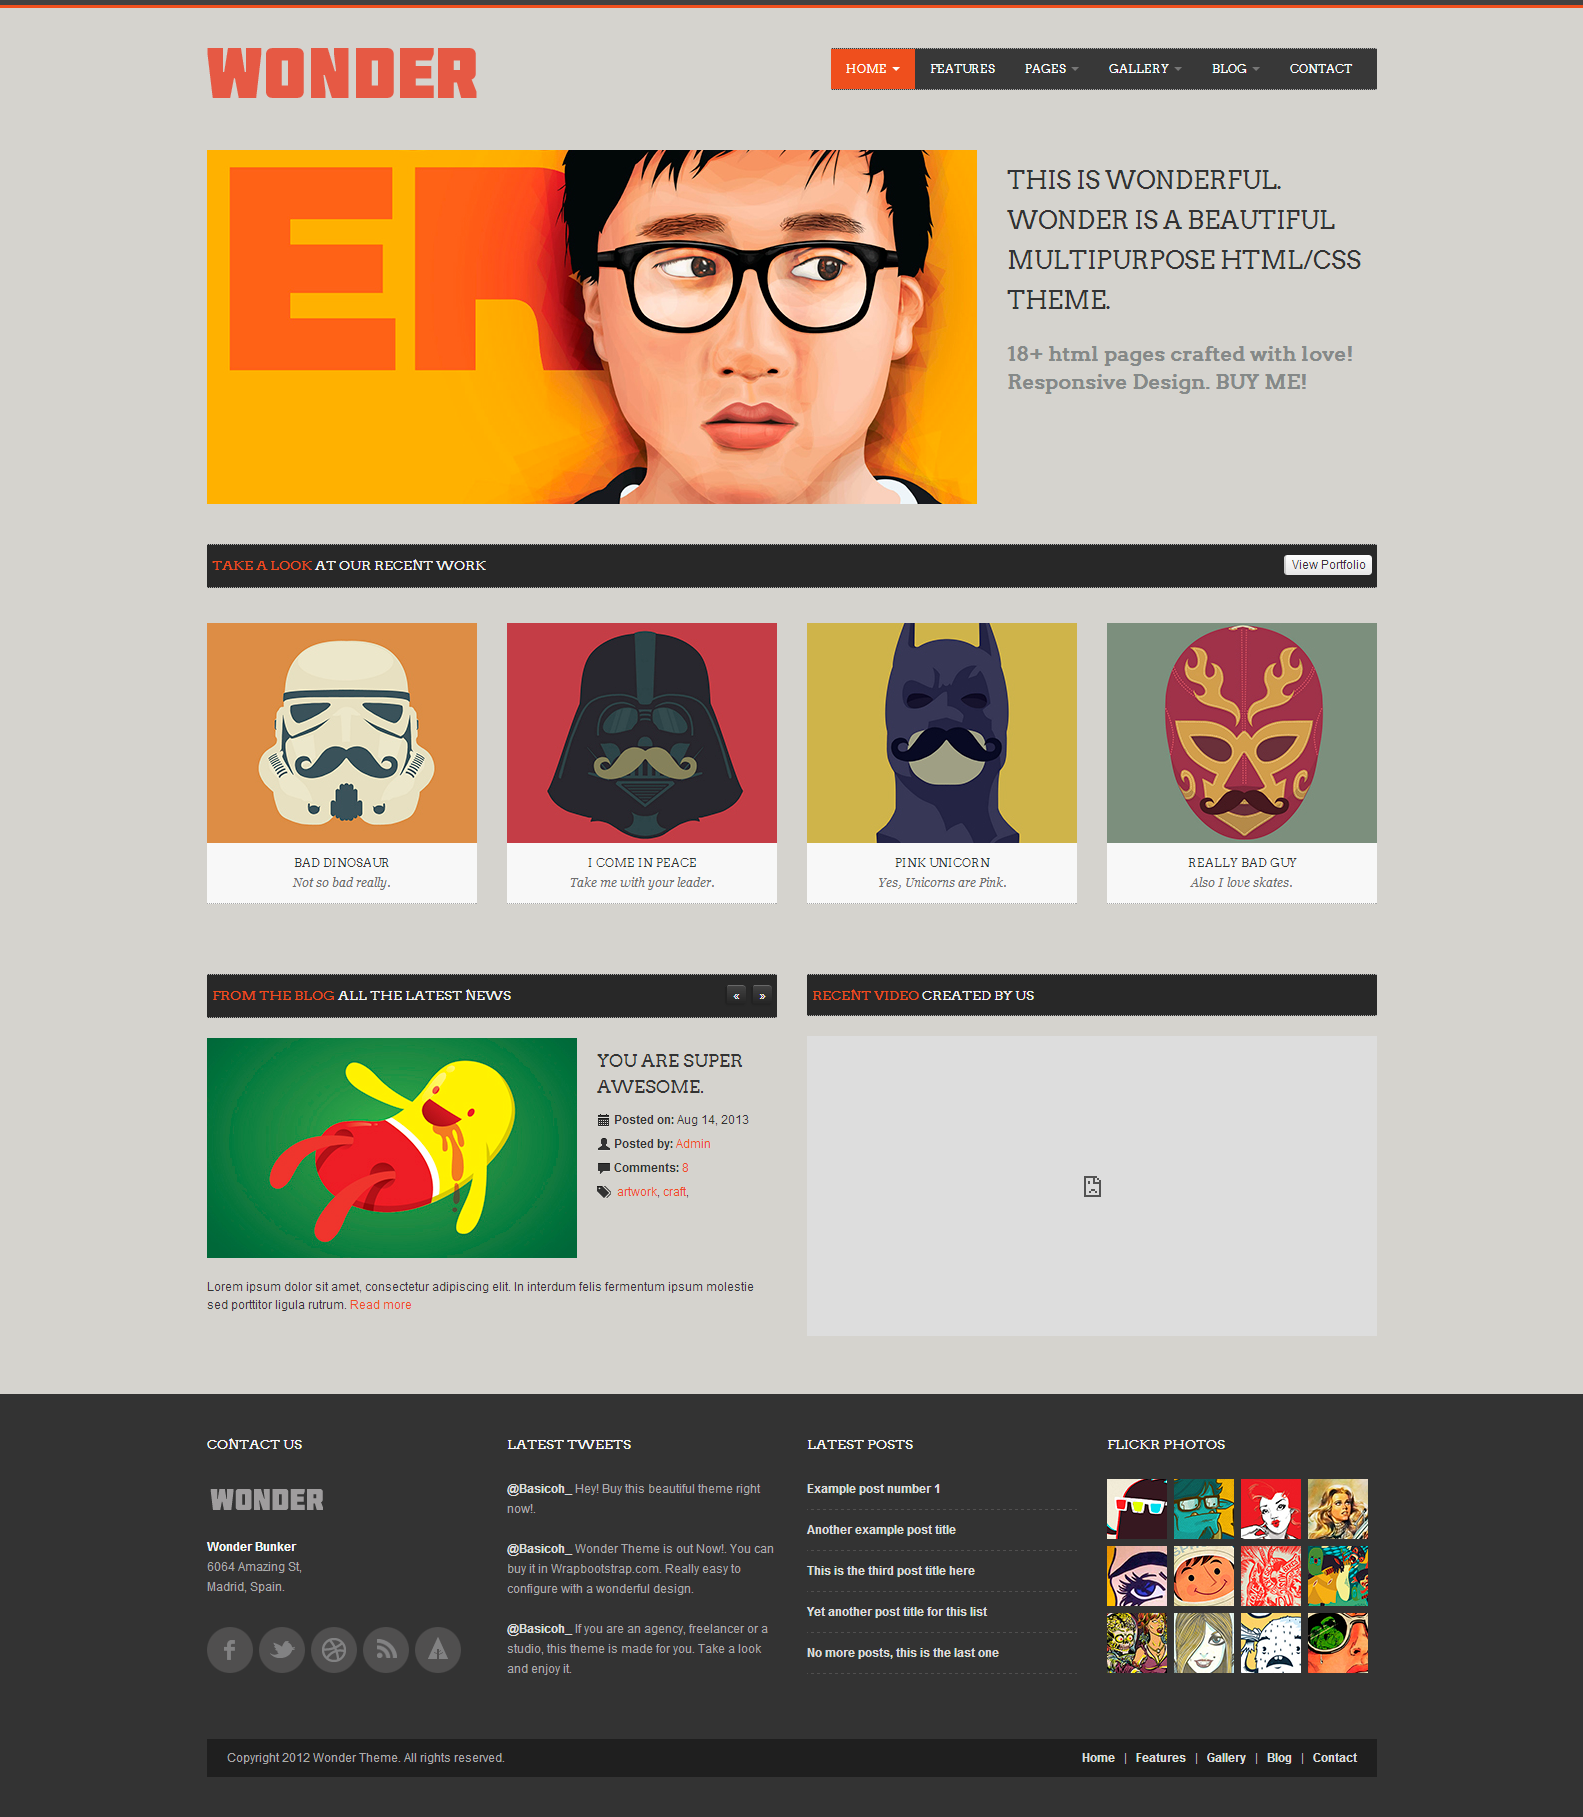 WONDER
HOME FEATURES PAGES GALLERY BLOG CONTACT
ER
THIS IS WONDERFUL.
WONDER IS A BEAUTIFUL
MULTIPURPOSE HTML/CSS
THEME.
18+ html pages crafted with love!
Responsive Design. BUY ME!
TAKE A LOOK AT OUR RECENT WORK
View Portfolio
BAD DINOSAUR
Not so bad really.
I COME IN PEACE
Take me with your leader.
PINK UNICORN
Yes, Unicorns are Pink.
REALLY BAD GUY
Also I love skates.
FROM THE BLOG ALL THE LATEST NEWS
« »
YOU ARE SUPER
AWESOME.
Posted on: Aug 14, 2013
Posted by: Admin
Comments: 8
artwork, craft,
Lorem ipsum dolor sit amet, consectetur adipiscing elit. In interdum felis fermentum ipsum molestie
sed porttitor ligula rutrum. Read more
RECENT VIDEO CREATED BY US
CONTACT US
WONDER
Wonder Bunker
6064 Amazing St,
Madrid, Spain.
LATEST TWEETS
@Basicoh_ Hey! Buy this beautiful theme right
now!.
@Basicoh_ Wonder Theme is out Now!. You can
buy it in Wrapbootstrap.com. Really easy to
configure with a wonderful design.
@Basicoh_ If you are an agency, freelancer or a
studio, this theme is made for you. Take a look
and enjoy it.
LATEST POSTS
Example post number 1
Another example post title
This is the third post title here
Yet another post title for this list
No more posts, this is the last one
FLICKR PHOTOS
Copyright 2012 Wonder Theme. All rights reserved.
Home | Features | Gallery | Blog | Contact